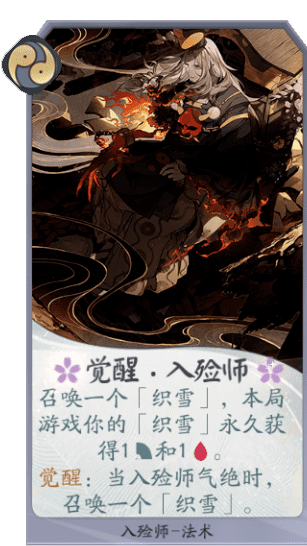 觉醒·入殓师
召唤一个「织雪」，本局
游戏你的「织雪」永久获
得1和1。
觉醒：当入殓师气绝时，
召唤一个「织雪」。
入殓师-法术